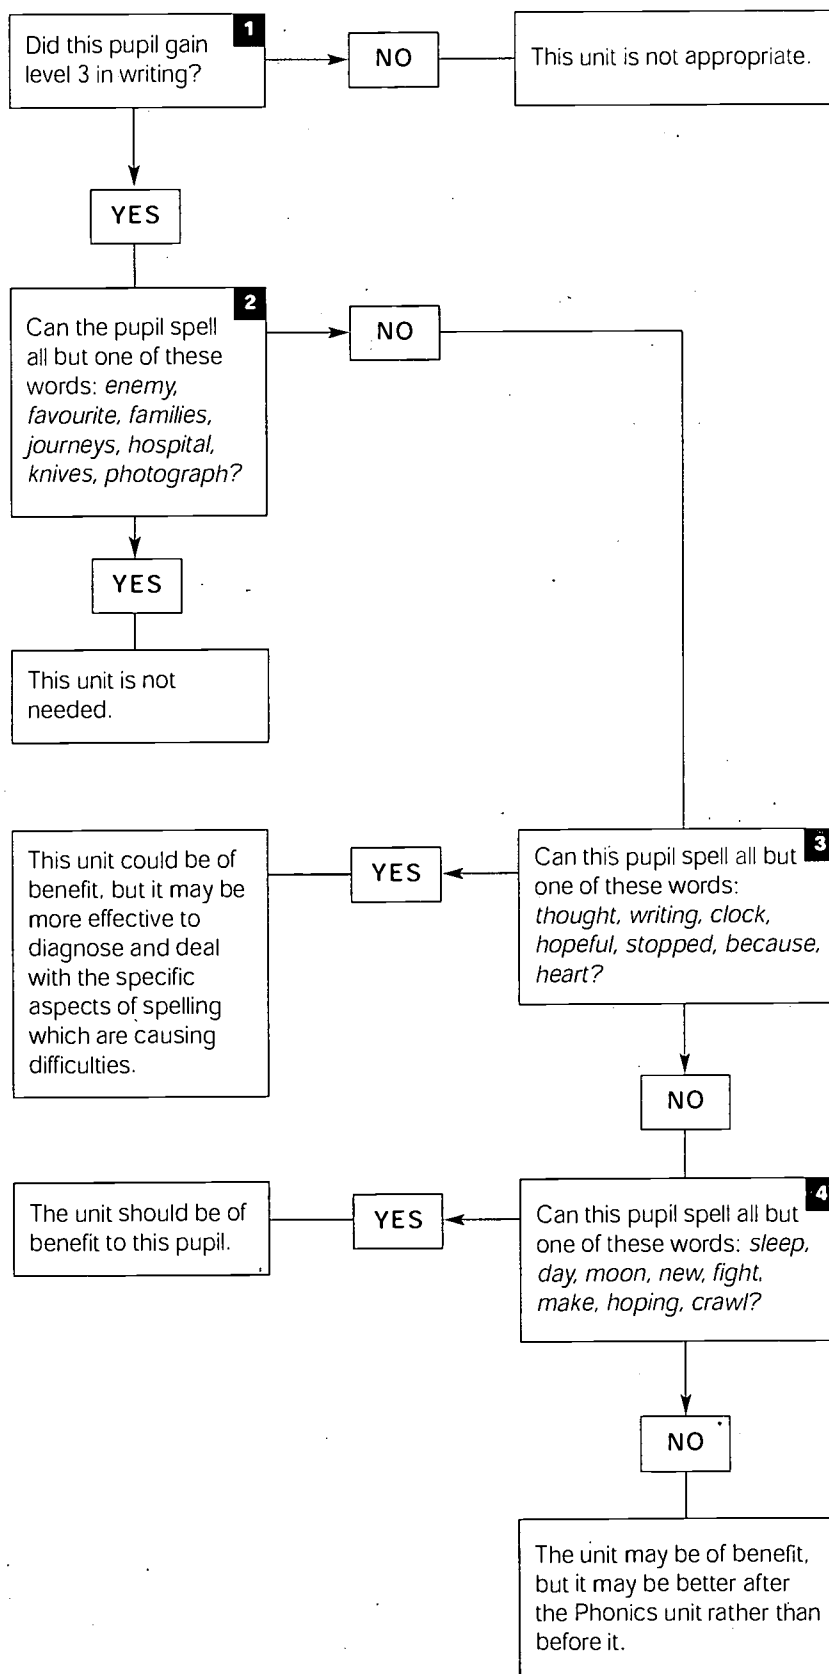 1
Did this pupil gain
level 3 in writing?
NO
This unit is not appropriate.
YES
2
Can the pupil spell
all but one of these
words: enemy,
favourite, families,
journeys, hospital,
knives, photograph?
NO
YES
This unit is not
needed.
3
Can this pupil spell all but
one of these words:
thought, writing, clock,
hopeful, stopped, because,
heart?
YES
This unit could be of
benefit, but it may be
more effective to
diagnose and deal
with the specific
aspects of spelling
which are causing
difficulties.
NO
4
Can this pupil spell all but
one of these words: sleep,
day, moon, new, fight,
make, hoping, crawl?
YES
The unit should be of
benefit to this pupil.
NO
The unit may be of benefit,
but it may be better after
the Phonics unit rather than
before it.